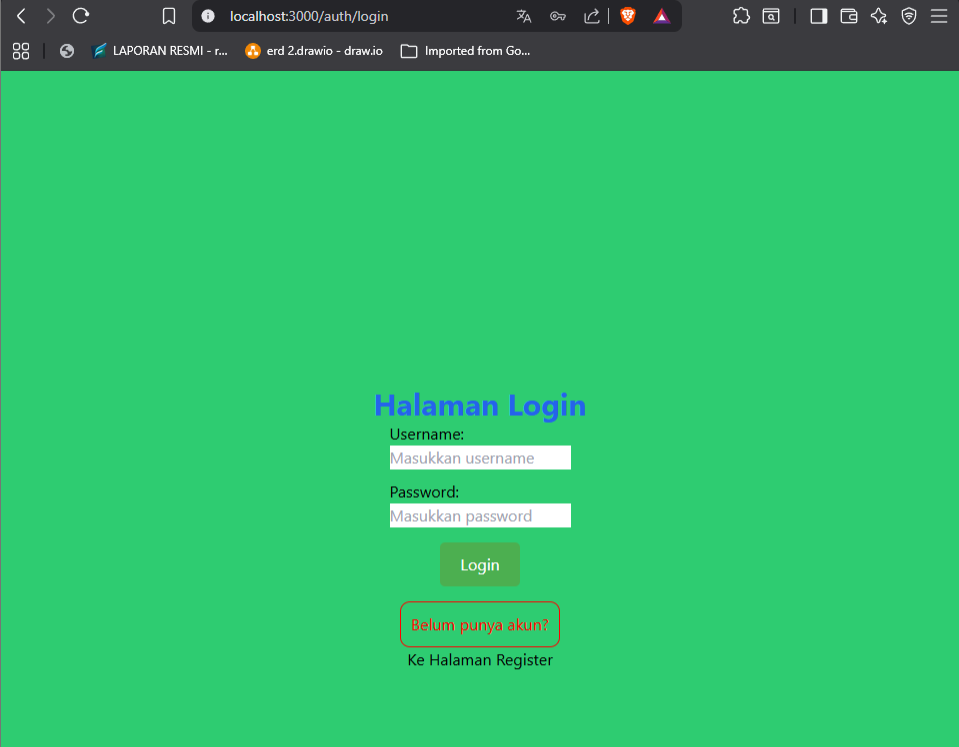 localhost:3000/auth/login
LAPORAN RESMI - r...
erd 2.drawio - draw.io
Imported from Go...
Halaman Login
Username:
Masukkan username
Password:
Masukkan password
Login
Belum punya akun?
Ke Halaman Register